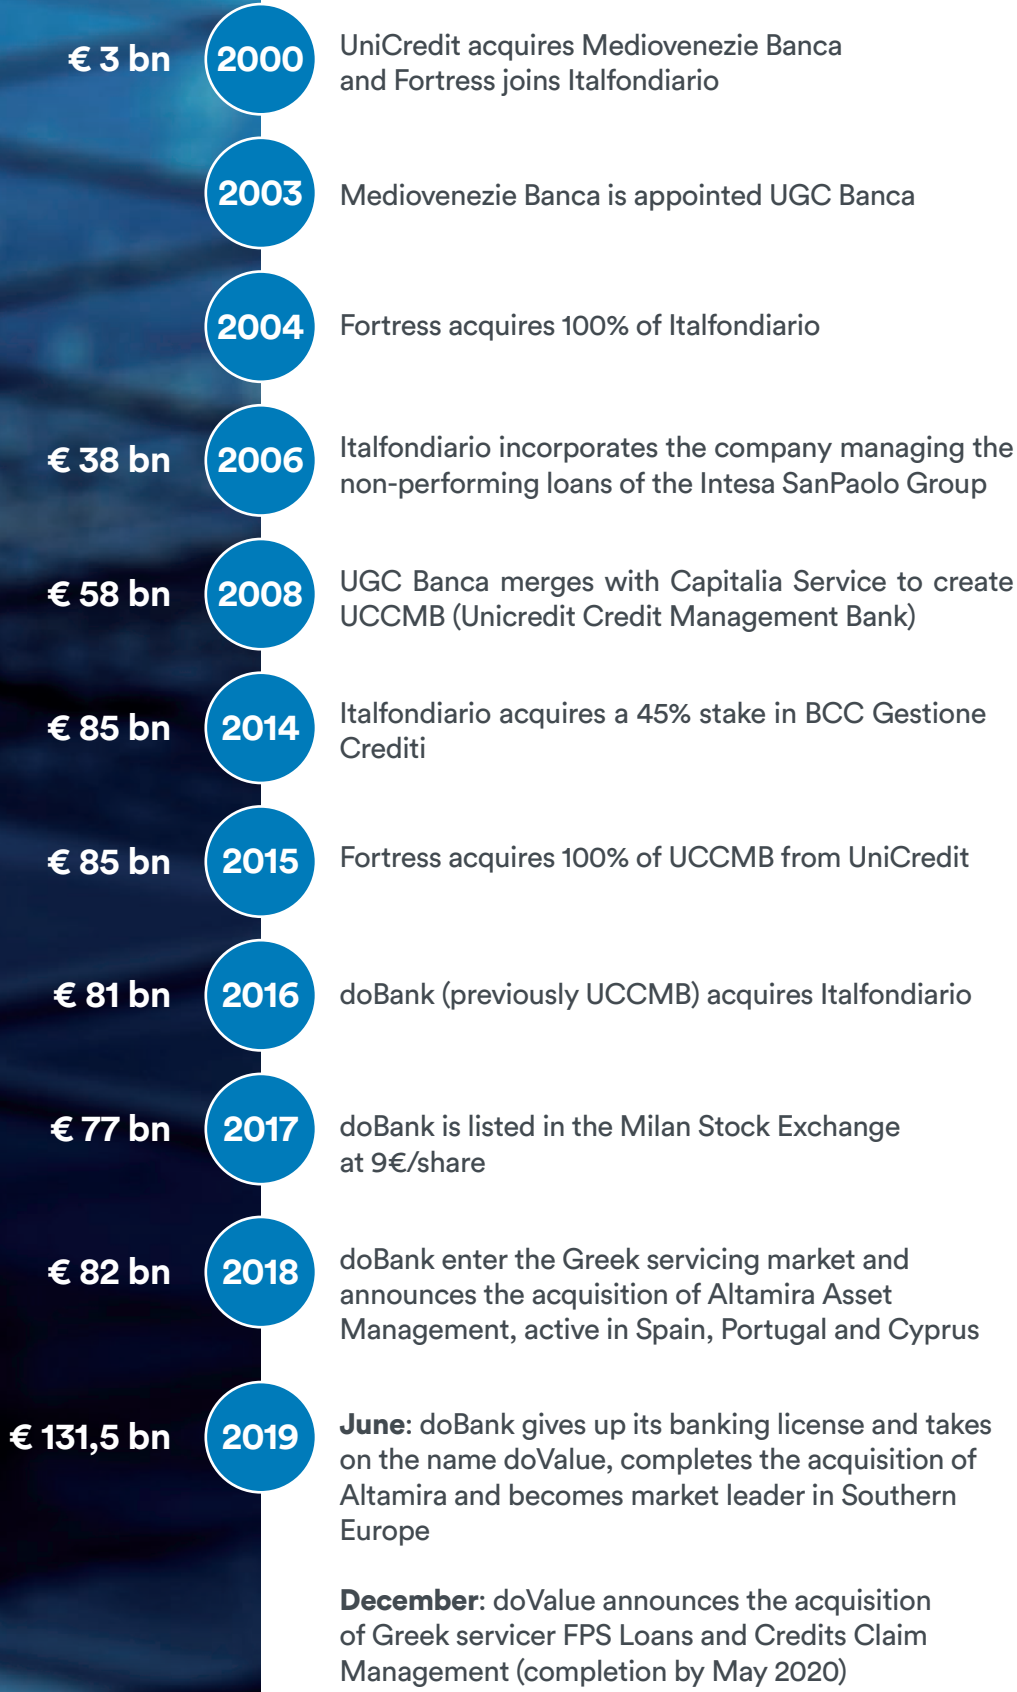 € 3 bn
2000
UniCredit acquires Mediovenezie Banca
and Fortress joins Italfondiario
2003
Mediovenezie Banca is appointed UGC Banca
2004
Fortress acquires 100% of Italfondiario
€ 38 bn
2006
Italfondiario incorporates the company managing the
non-performing loans of the Intesa SanPaolo Group
€ 58 bn
2008
UGC Banca merges with Capitalia Service to create
UCCMB (Unicredit Credit Management Bank)
€ 85 bn
2014
Italfondiario acquires a 45% stake in BCC Gestione
Crediti
€ 85 bn
2015
Fortress acquires 100% of UCCMB from UniCredit
€ 81 bn
2016
doBank (previously UCCMB) acquires Italfondiario
€ 77 bn
2017
doBank is listed in the Milan Stock Exchange
at 9€/share
€ 82 bn
2018
doBank enter the Greek servicing market and
announces the acquisition of Altamira Asset
Management, active in Spain, Portugal and Cyprus
€ 131,5 bn
2019
June: doBank gives up its banking license and takes
on the name doValue, completes the acquisition of
Altamira and becomes market leader in Southern
Europe
December: doValue announces the acquisition
of Greek servicer FPS Loans and Credits Claim
Management (completion by May 2020)